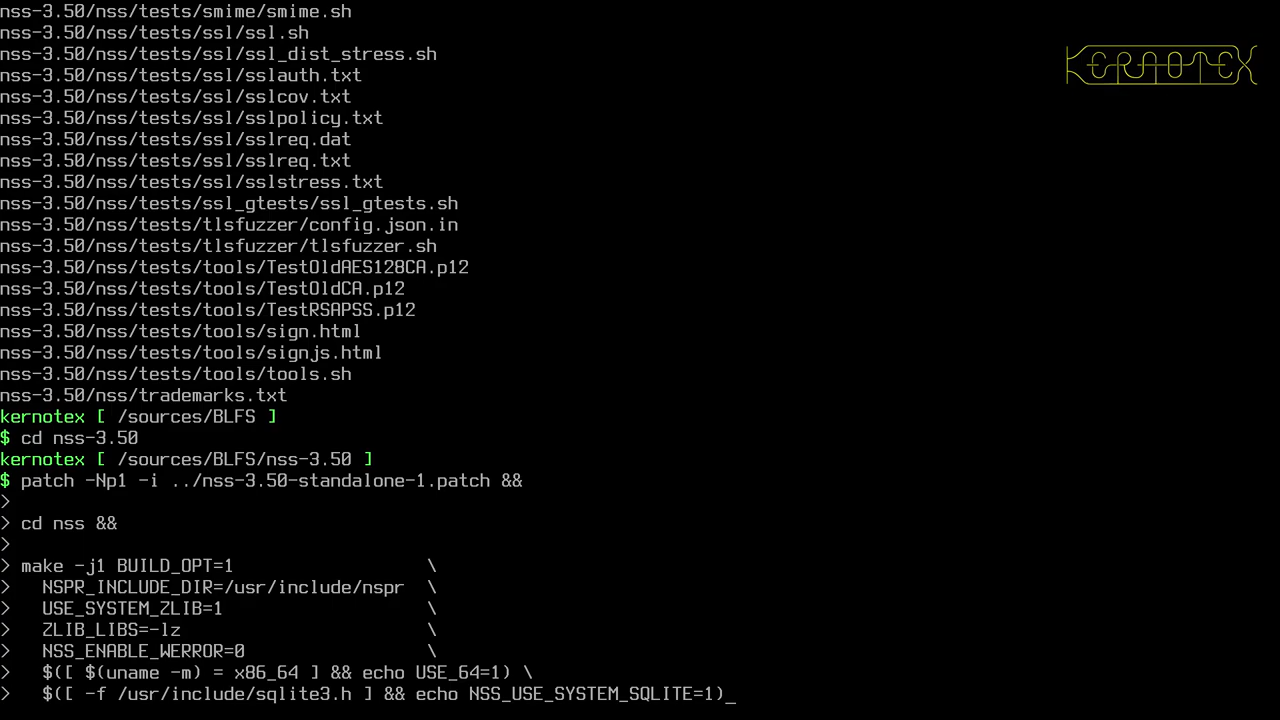 nss-3.50/nss/tests/smime/smime.sh
nss-3.50/nss/tests/ssl/ssl.sh
nss-3.50/nss/tests/ssl/ssl_dist_stress.sh
nss-3.50/nss/tests/ssl/sslauth.txt
nss-3.50/nss/tests/ssl/sslcov.txt
nss-3.50/nss/tests/ssl/sslpolicy.txt
nss-3.50/nss/tests/ssl/sslreq.dat
nss-3.50/nss/tests/ssl/sslreq.txt
nss-3.50/nss/tests/ssl/sslstress.txt
nss-3.50/nss/tests/ssl_gtests/ssl_gtests.sh
nss-3.50/nss/tests/tlsfuzzer/config.json.in
nss-3.50/nss/tests/tlsfuzzer/tlsfuzzer.sh
nss-3.50/nss/tests/tools/TestOldAES128CA.p12
nss-3.50/nss/tests/tools/TestOldCA.p12
nss-3.50/nss/tests/tools/TestRSAPSS.p12
nss-3.50/nss/tests/tools/sign.html
nss-3.50/nss/tests/tools/signjs.html
nss-3.50/nss/tests/tools/tools.sh
nss-3.50/nss/trademarks.txt
kernotex [ /sources/BLFS ]
$ cd nss-3.50
kernotex [ /sources/BLFS/nss-3.50 ]
$ patch -Np1 -i ../nss-3.50-standalone-1.patch &&
>
> cd nss &&
>
> make -j1 BUILD_OPT=1 \
> NSPR_INCLUDE_DIR=/usr/include/nspr \
> USE_SYSTEM_ZLIB=1 \
> ZLIB_LIBS=-lz \
> NSS_ENABLE_WERROR=0 \
> $([ $(uname -m) = x86_64 ] && echo USE_64=1) \
> $([ -f /usr/include/sqlite3.h ] && echo NSS_USE_SYSTEM_SQLITE=1)_
KERNOTEX